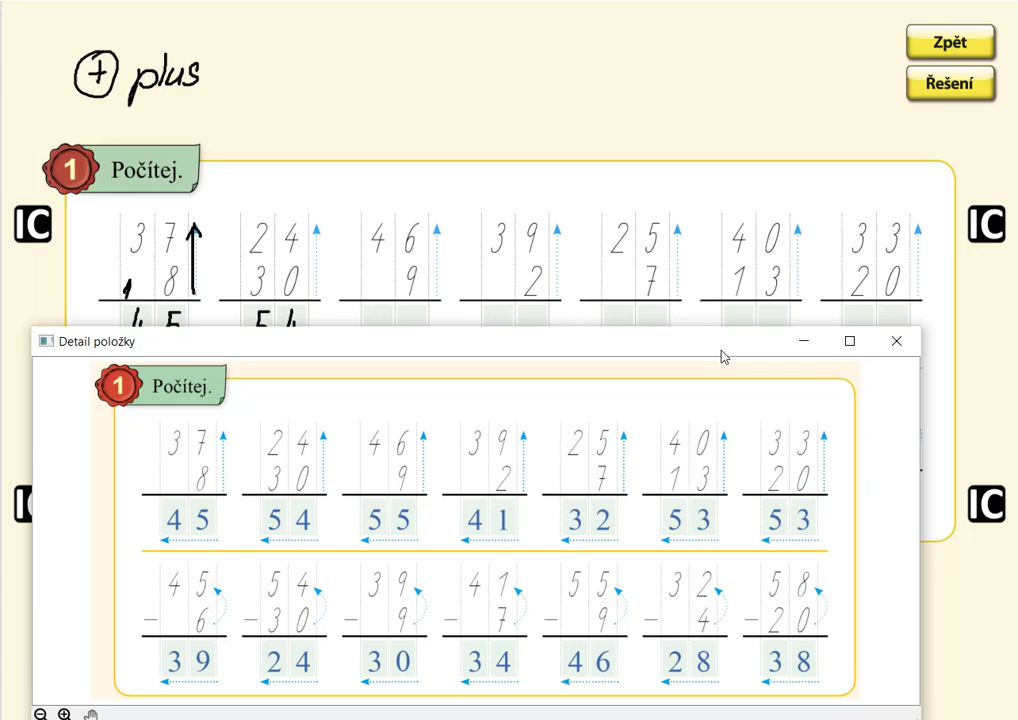 ⊕ plus
Zpět
Řešení
1 Počítej.
IC
IC
37 24 46 39 25 40 33
8 30 9 2 7 13 20
45 54
Detail položky
1 Počítej.
37 24 46 39 25 40 33
8 30 9 2 7 13 20
45 54 55 41 32 53 53
45 54 39 41 55 32 58
- 6 - 30 - 9 - 7 - 9 - 4 - 20
39 24 30 34 46 28 38
IC